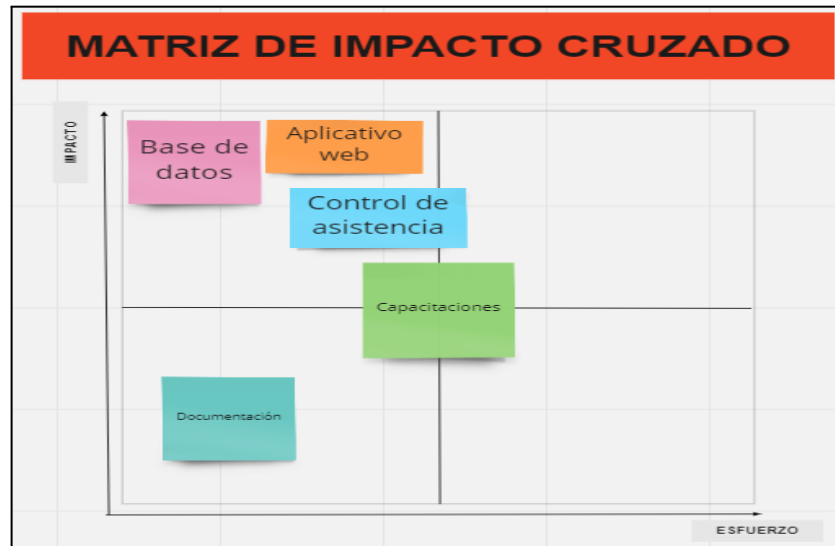 MATRIZ DE IMPACTO CRUZADO
IMPACTO
Base de
datos
Aplicativo
web
Control de
asistencia
Capacitaciones
Documentación
ESFUERZO